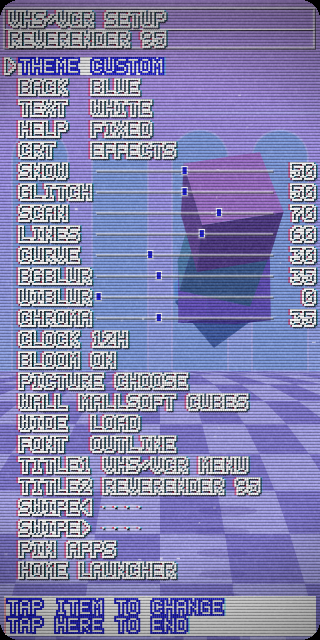 VHS/VCR SETUP
REWERENDER 95
THEME CUSTOM
BACK BLUE
TEXT WHITE
HELP FIXED
CRT EFFECTS
SNOW 50
GLITCH 50
SCAN 70
LINES 60
CURVE 30
BGBLUR 35
UIBLUR 0
CHROMA 35
CLOCK 12H
BLOOM ON
PICTURE CHOOSE
WALL MALLSOFT CUBES
WIDE LOAD
FONT OUTLINE
TITLE1 VHS/VCR MENU
TITLE2 REWERENDER 95
SWIPE< ----
SWIPE> ----
PIN APPS
HOME LAUNCHER
TAP ITEM TO CHANGE
TAP HERE TO END